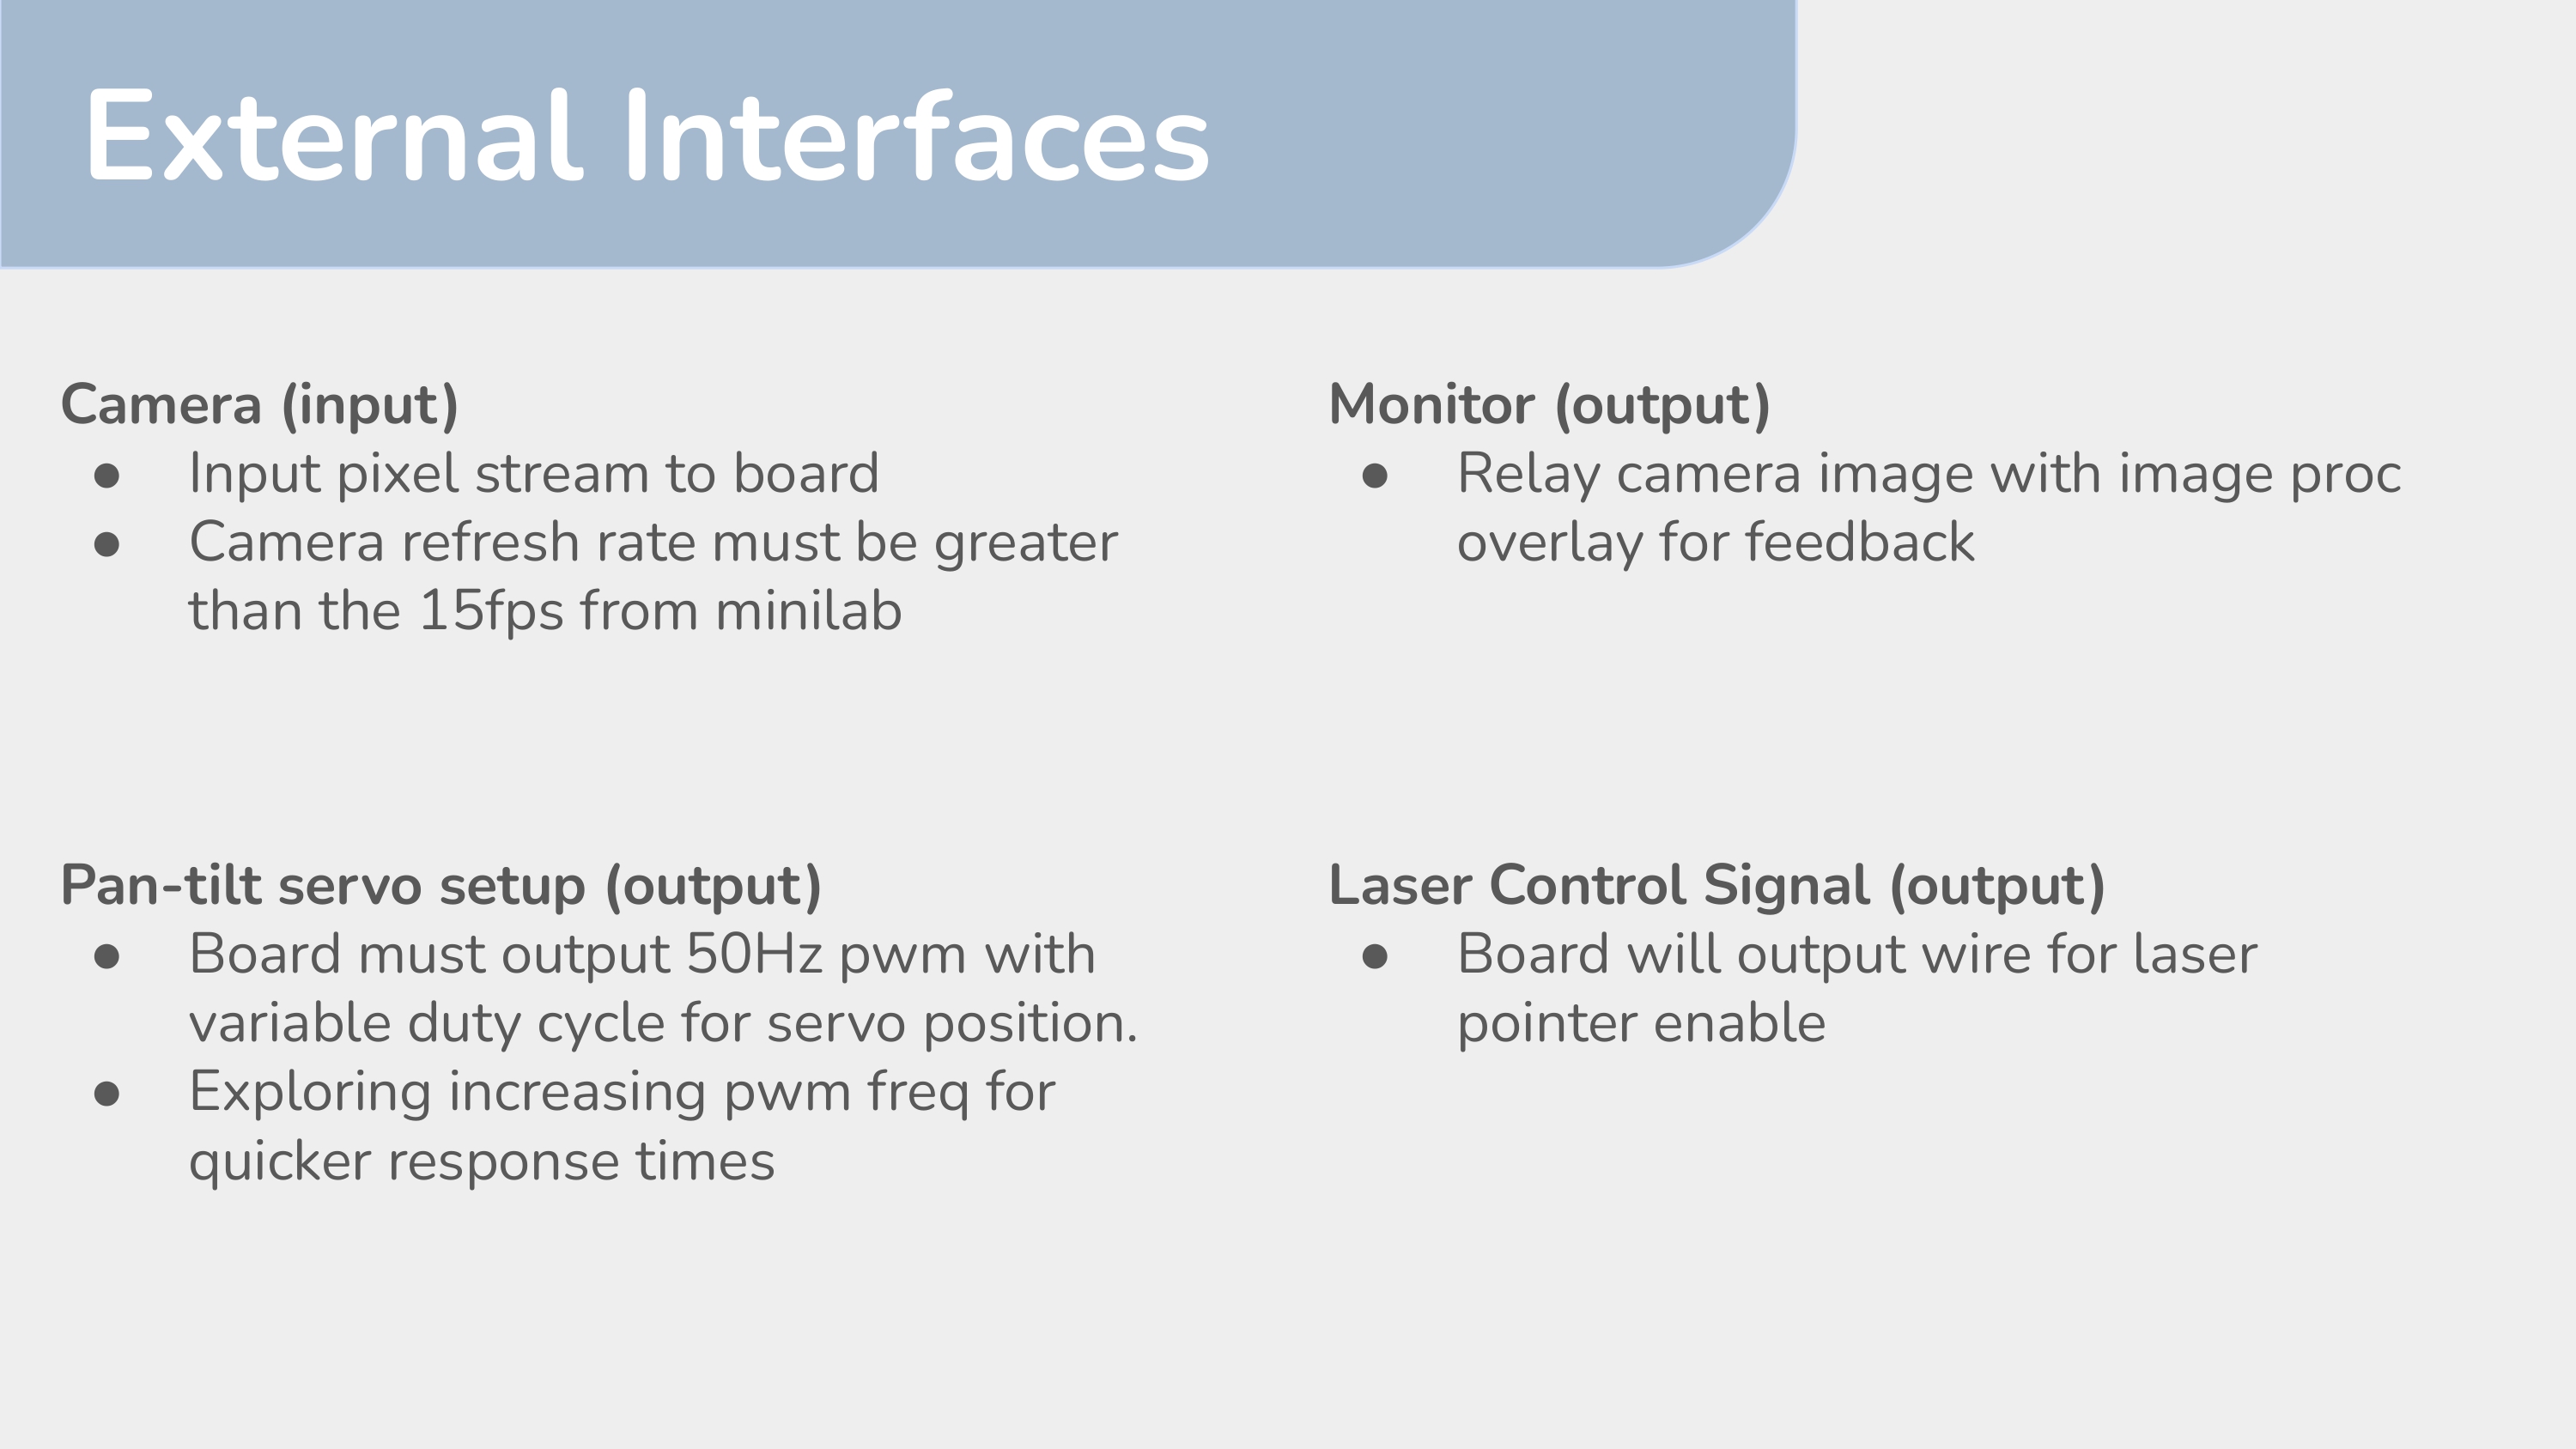 External Interfaces
Camera (input)
● Input pixel stream to board
● Camera refresh rate must be greater
than the 15fps from minilab
Monitor (output)
● Relay camera image with image proc
overlay for feedback
Pan-tilt servo setup (output)
● Board must output 50Hz pwm with
variable duty cycle for servo position.
● Exploring increasing pwm freq for
quicker response times
Laser Control Signal (output)
● Board will output wire for laser
pointer enable